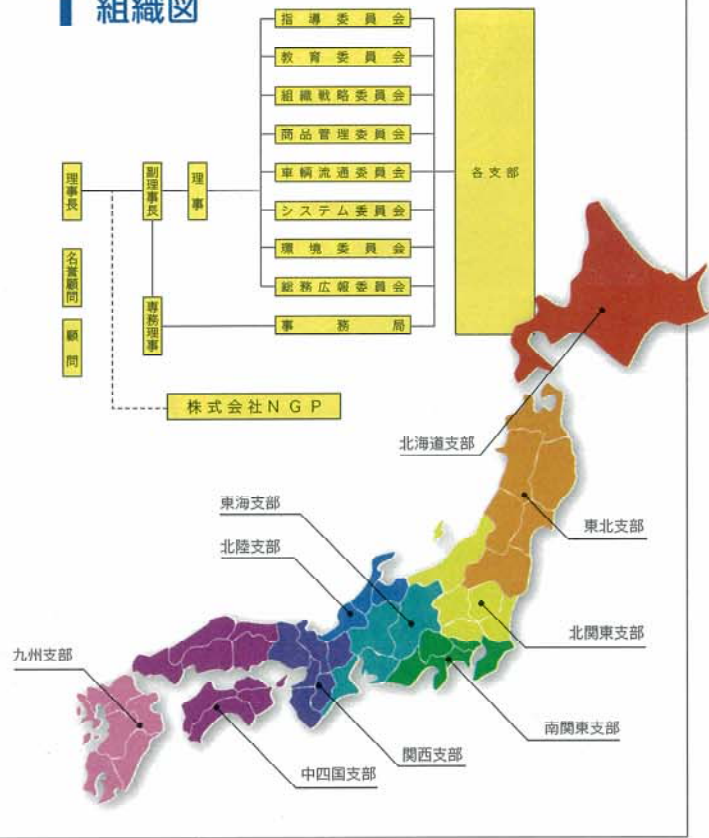 組織図
指導委員会
教育委員会
組織戦略委員会
商品管理委員会
車輌流通委員会
システム委員会
環境委員会
総務広報委員会
事務局
各支部
理事長
副理事長
理事
名誉顧問
顧問
専務理事
株式会社NGP
北海道支部
東北支部
東海支部
北陸支部
北関東支部
九州支部
南関東支部
関西支部
中四国支部